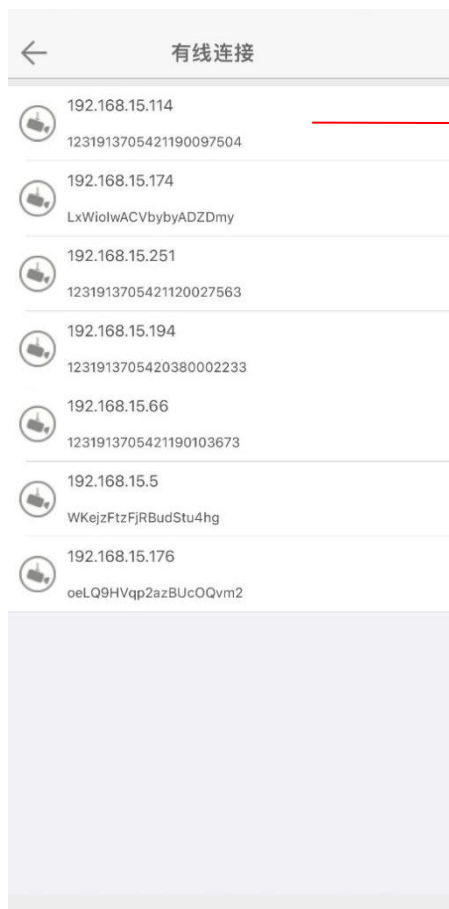 有线连接
192.168.15.114
1231913705421190097504
192.168.15.174
LxWiolwACVbybyADZDmy
192.168.15.251
1231913705421120027563
192.168.15.194
1231913705420380002233
192.168.15.66
1231913705421190103673
192.168.15.5
WKejzFtzFjRBudStu4hg
192.168.15.176
oeLQ9HVqp2azBUcOQvm2